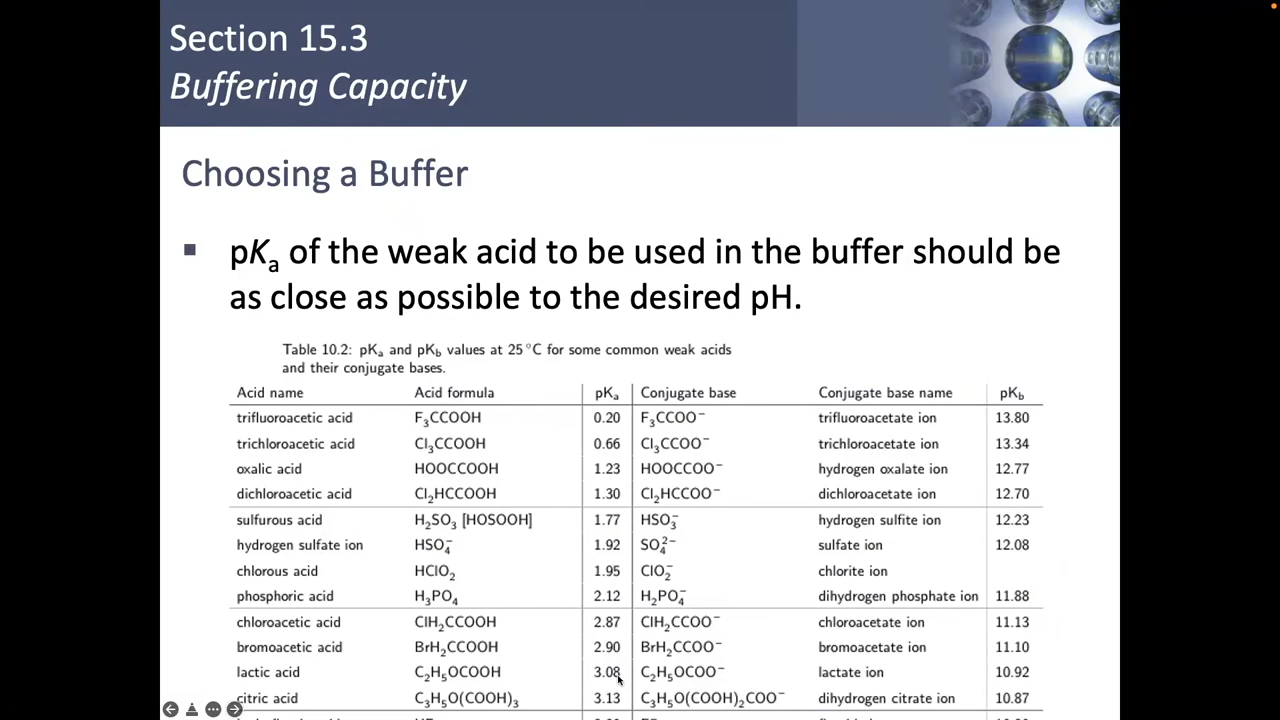 Section 15.3
Buffering Capacity
Choosing a Buffer
▪ pKₐ of the weak acid to be used in the buffer should be
as close as possible to the desired pH.
Table 10.2: pKₐ and pK_b values at 25 °C for some common weak acids
and their conjugate bases.
Acid name Acid formula pKₐ Conjugate base Conjugate base name pK_b
trifluoroacetic acid F₃CCOOH 0.20 F₃CCOO⁻ trifluoroacetate ion 13.80
trichloroacetic acid Cl₃CCOOH 0.66 Cl₃CCOO⁻ trichloroacetate ion 13.34
oxalic acid HOOCCOOH 1.23 HOOCCOO⁻ hydrogen oxalate ion 12.77
dichloroacetic acid Cl₂HCCOOH 1.30 Cl₂HCCOO⁻ dichloroacetate ion 12.70
sulfurous acid H₂SO₃ [HOSOOH] 1.77 HSO₃⁻ hydrogen sulfite ion 12.23
hydrogen sulfate ion HSO₄⁻ 1.92 SO₄²⁻ sulfate ion 12.08
chlorous acid HClO₂ 1.95 ClO₂⁻ chlorite ion
phosphoric acid H₃PO₄ 2.12 H₂PO₄⁻ dihydrogen phosphate ion 11.88
chloroacetic acid ClH₂CCOOH 2.87 ClH₂CCOO⁻ chloroacetate ion 11.13
bromoacetic acid BrH₂CCOOH 2.90 BrH₂CCOO⁻ bromoacetate ion 11.10
lactic acid C₂H₅OCOOH 3.08 C₂H₅OCOO⁻ lactate ion 10.92
citric acid C₃H₅O(COOH)₃ 3.13 C₃H₅O(COOH)₂COO⁻ dihydrogen citrate ion 10.87